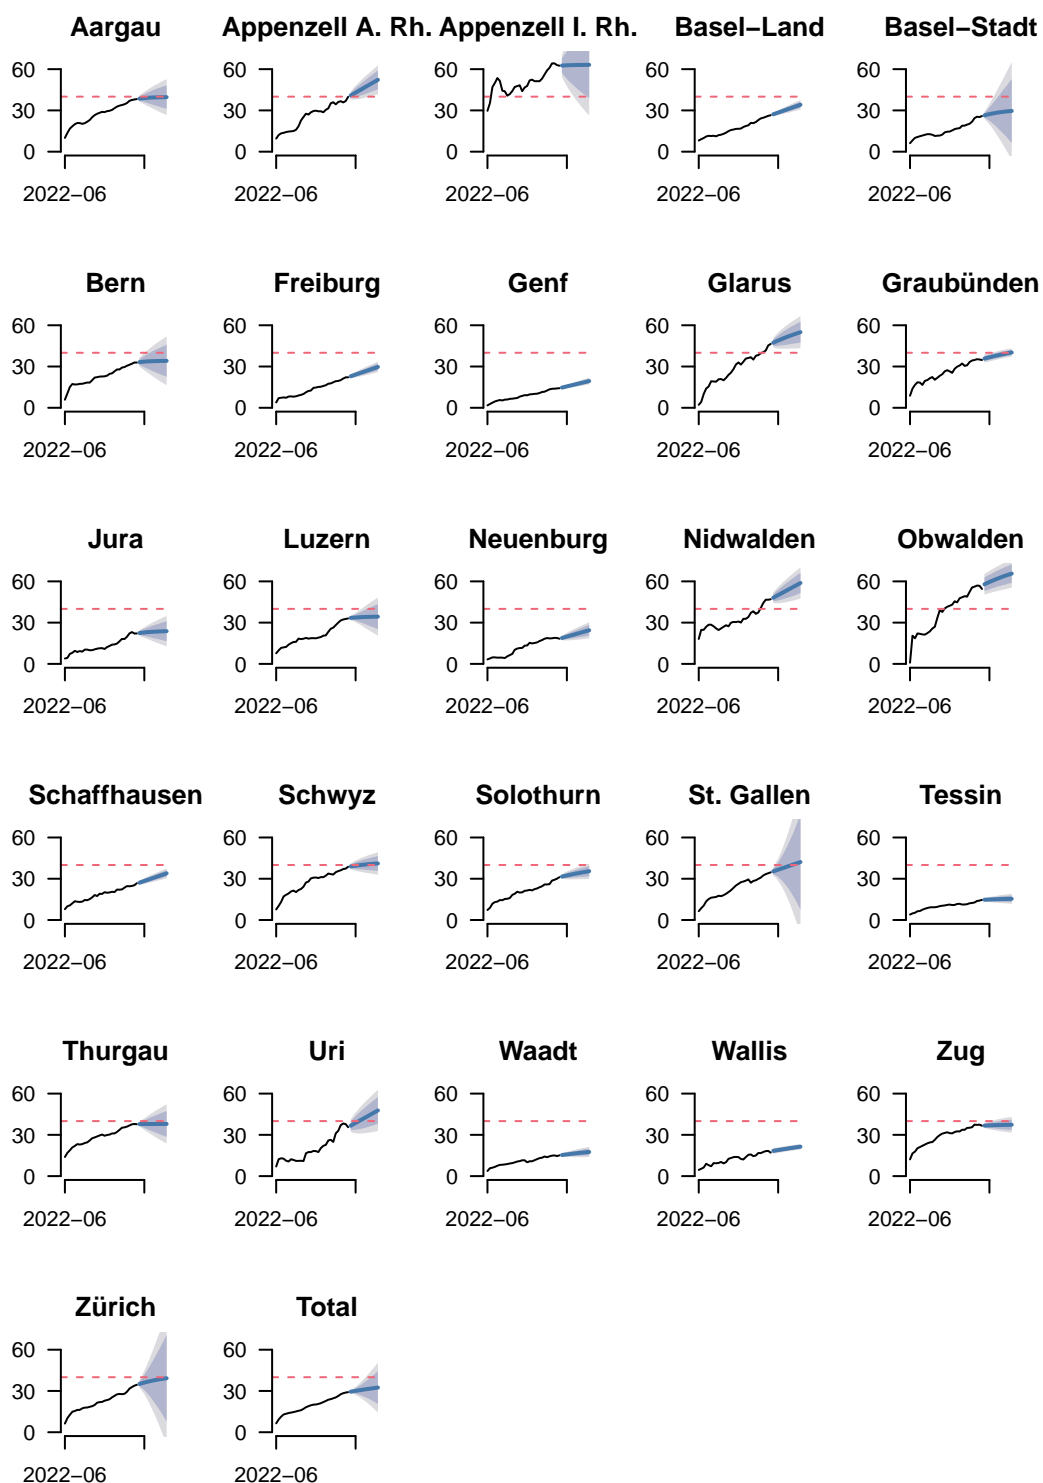 Aargau Appenzell A. Rh. Appenzell I. Rh. Basel−Land Basel−Stadt
60 60 60 60 60
30 30 30 30 30
0 0 0 0 0
2022−06 2022−06 2022−06 2022−06 2022−06
Bern Freiburg Genf Glarus Graubünden
60 60 60 60 60
30 30 30 30 30
0 0 0 0 0
2022−06 2022−06 2022−06 2022−06 2022−06
Jura Luzern Neuenburg Nidwalden Obwalden
60 60 60 60 60
30 30 30 30 30
0 0 0 0 0
2022−06 2022−06 2022−06 2022−06 2022−06
Schaffhausen Schwyz Solothurn St. Gallen Tessin
60 60 60 60 60
30 30 30 30 30
0 0 0 0 0
2022−06 2022−06 2022−06 2022−06 2022−06
Thurgau Uri Waadt Wallis Zug
60 60 60 60 60
30 30 30 30 30
0 0 0 0 0
2022−06 2022−06 2022−06 2022−06 2022−06
Zürich Total
60 60
30 30
0 0
2022−06 2022−06